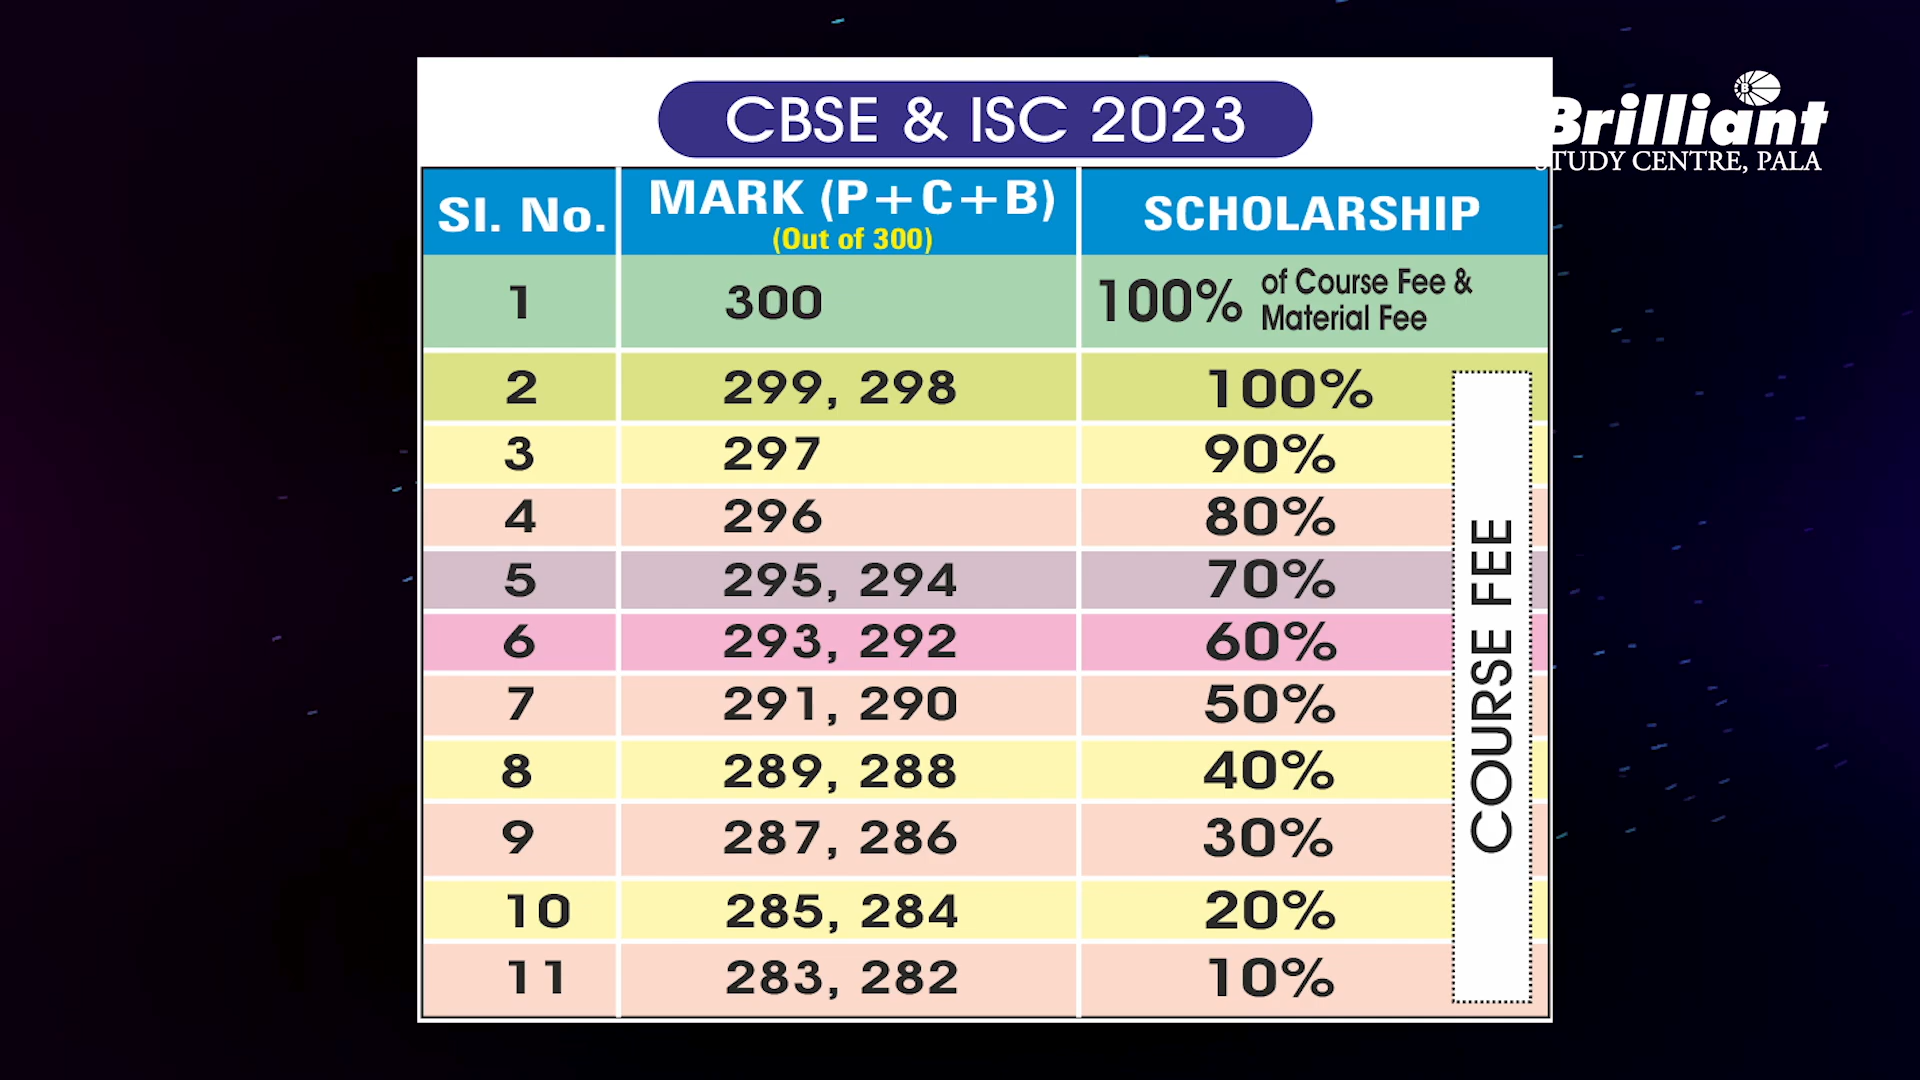 CBSE & ISC 2023
Brilliant
STUDY CENTRE, PALA
Sl. No. MARK (P+C+B) (Out of 300) SCHOLARSHIP
1 300 100% of Course Fee & Material Fee
2 299, 298 100%
3 297 90%
4 296 80%
5 295, 294 70%
6 293, 292 60%
7 291, 290 50%
8 289, 288 40%
9 287, 286 30%
10 285, 284 20%
11 283, 282 10%
COURSE FEE